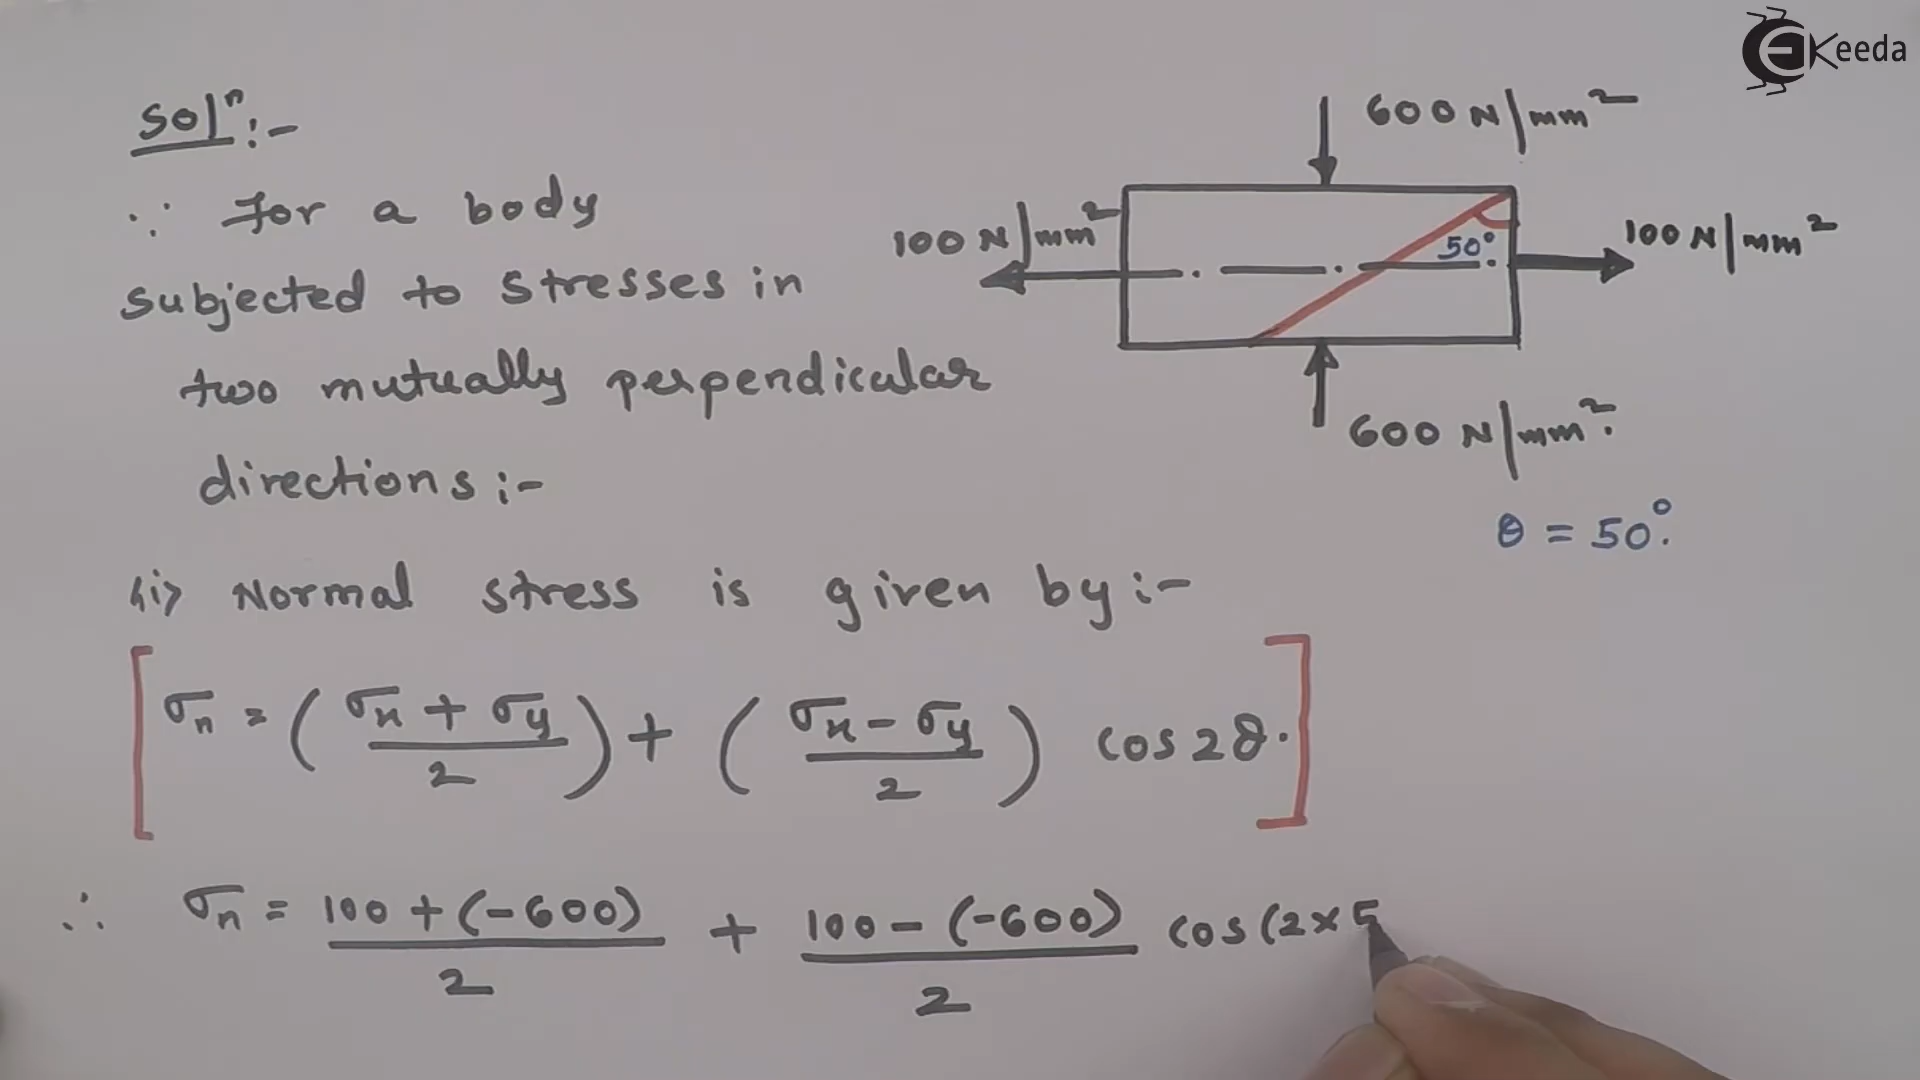 Solⁿ:-
∵ for a body
subjected to stresses in
two mutually perpendicular
directions:-
600 N/mm²
100 N/mm²
50°
100 N/mm²
600 N/mm².
θ = 50°.
(i) Normal stress is given by:-
[σn = ((σx + σy)/2) + ((σx - σy)/2) cos 2θ.]
∴ σn = (100 + (-600))/2 + (100 - (-600))/2 cos(2×5
eKeeda